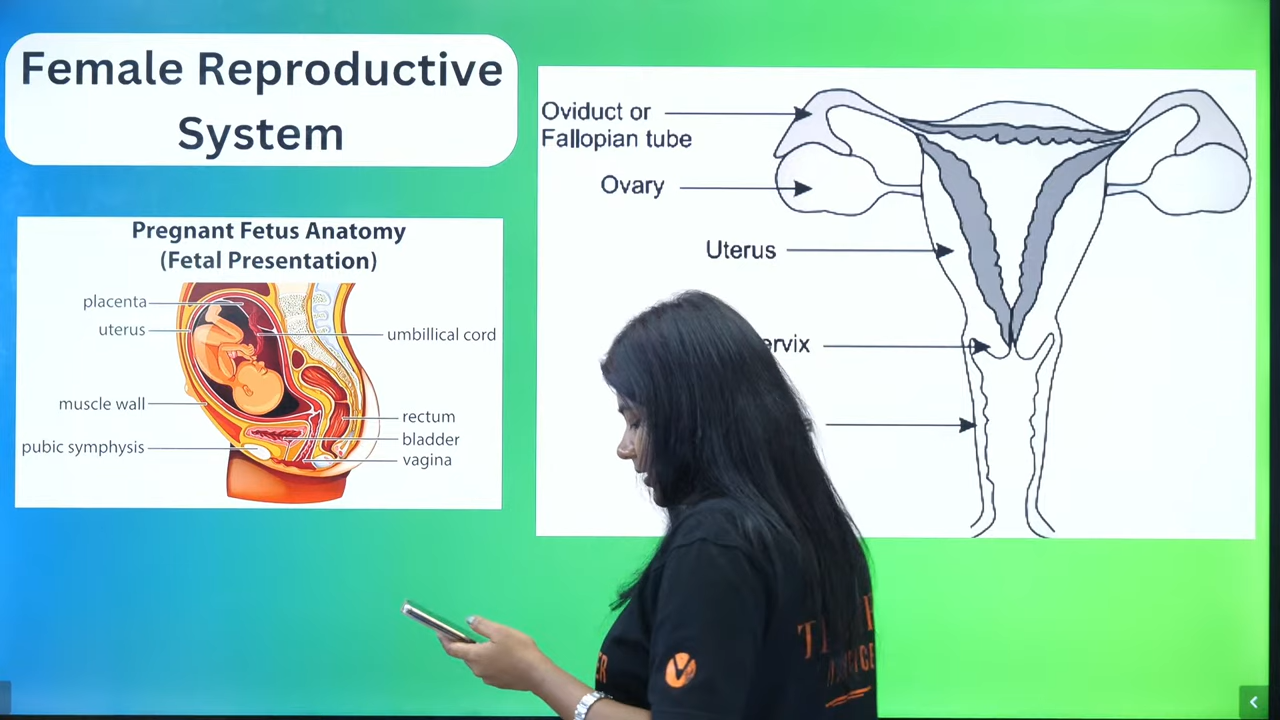 Female Reproductive
System
Pregnant Fetus Anatomy
(Fetal Presentation)
placenta
uterus
umbillical cord
muscle wall
rectum
bladder
pubic symphysis
vagina
Oviduct or
Fallopian tube
Ovary
Uterus
ervix